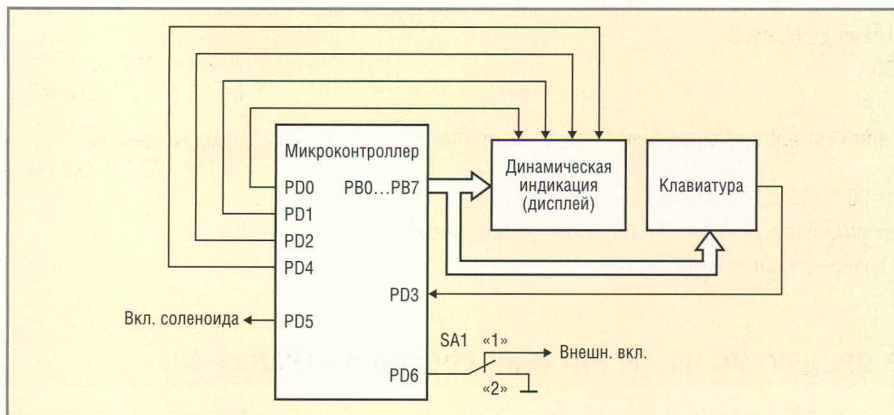 Микроконтроллер
PD0
PB0...PB7
PD1
PD2
PD4
PD3
PD5
PD6
Динамическая
индикация
(дисплей)
Клавиатура
Вкл. соленоида
SA1
«1»
Внешн. вкл.
«2»